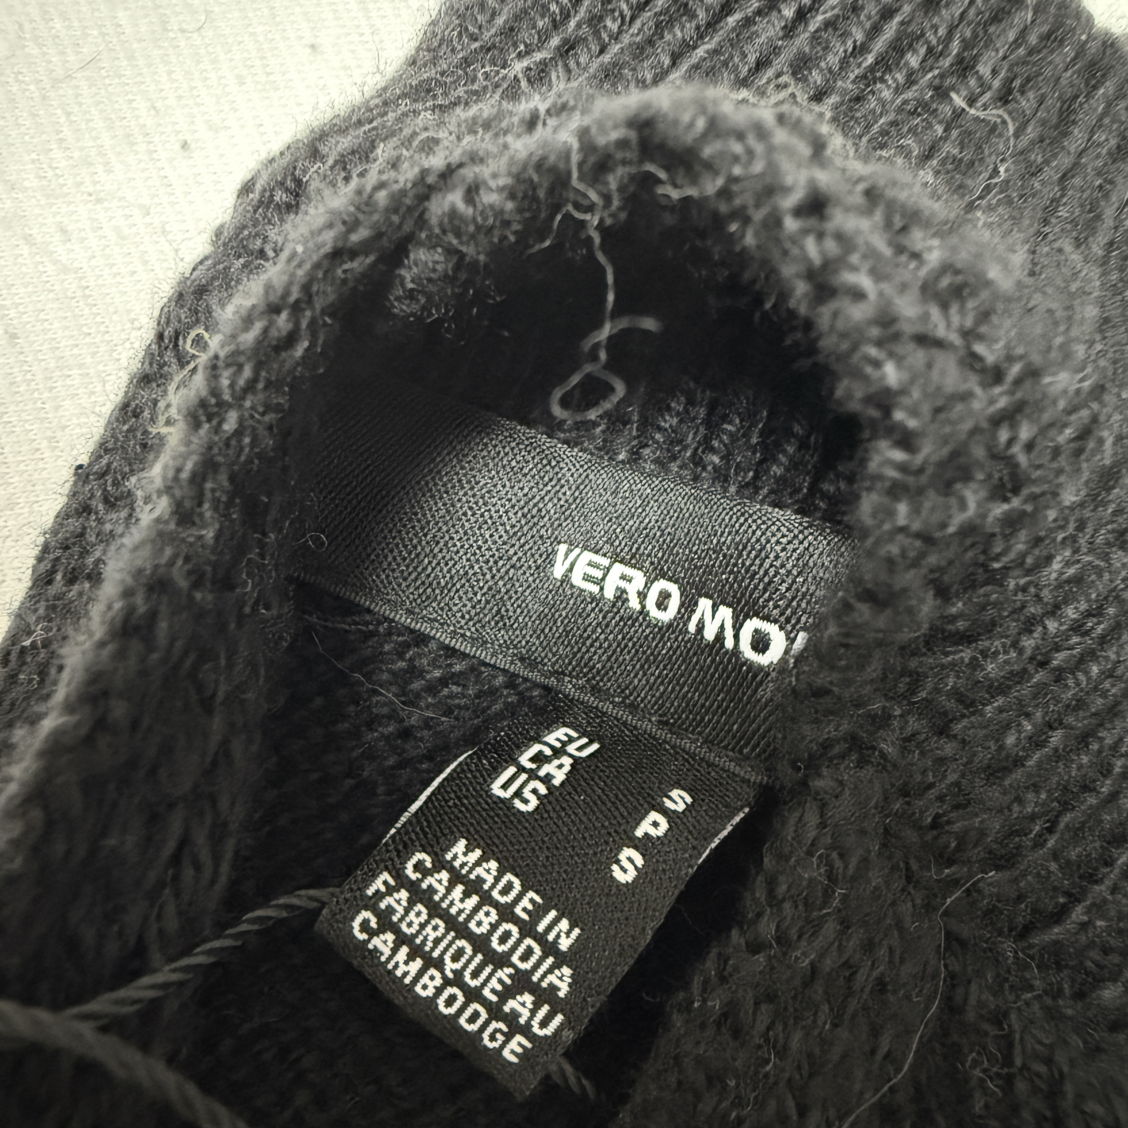 VERO MO
EU S
CA P
US S
MADE IN
CAMBODIA
FABRIQUÉ AU
CAMBODGE